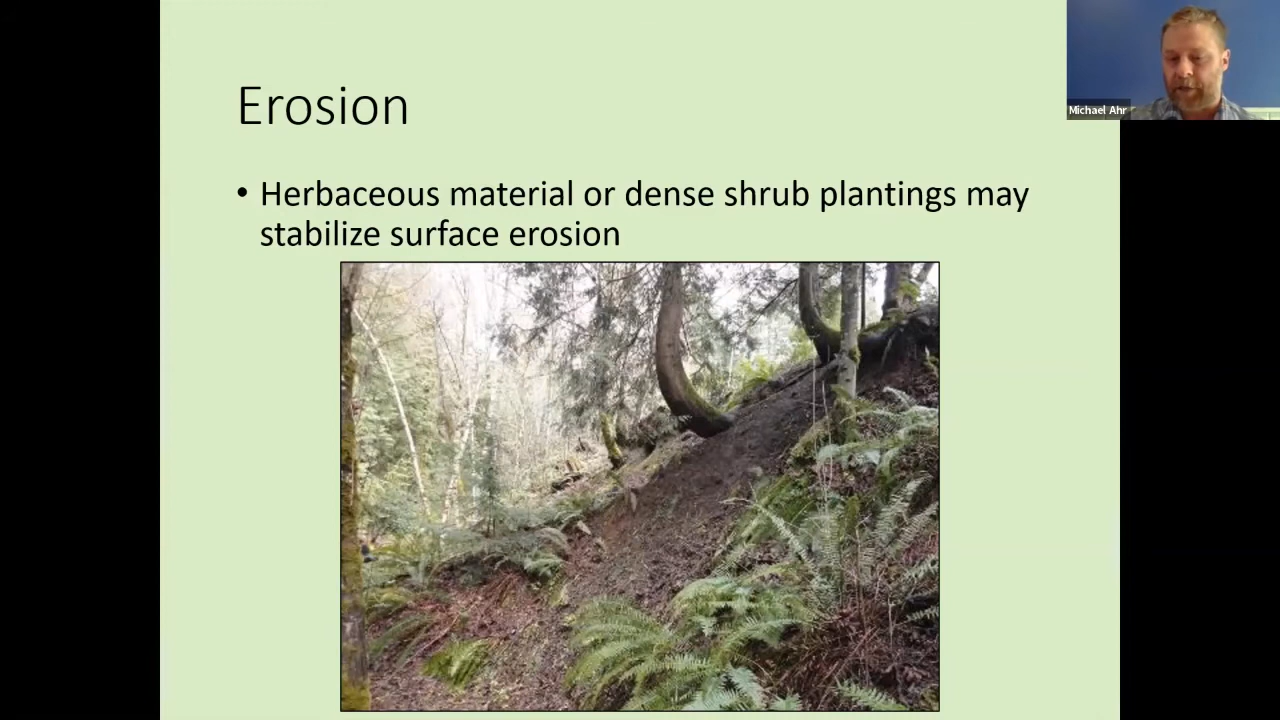 Erosion
• Herbaceous material or dense shrub plantings may
stabilize surface erosion
Michael Ahr